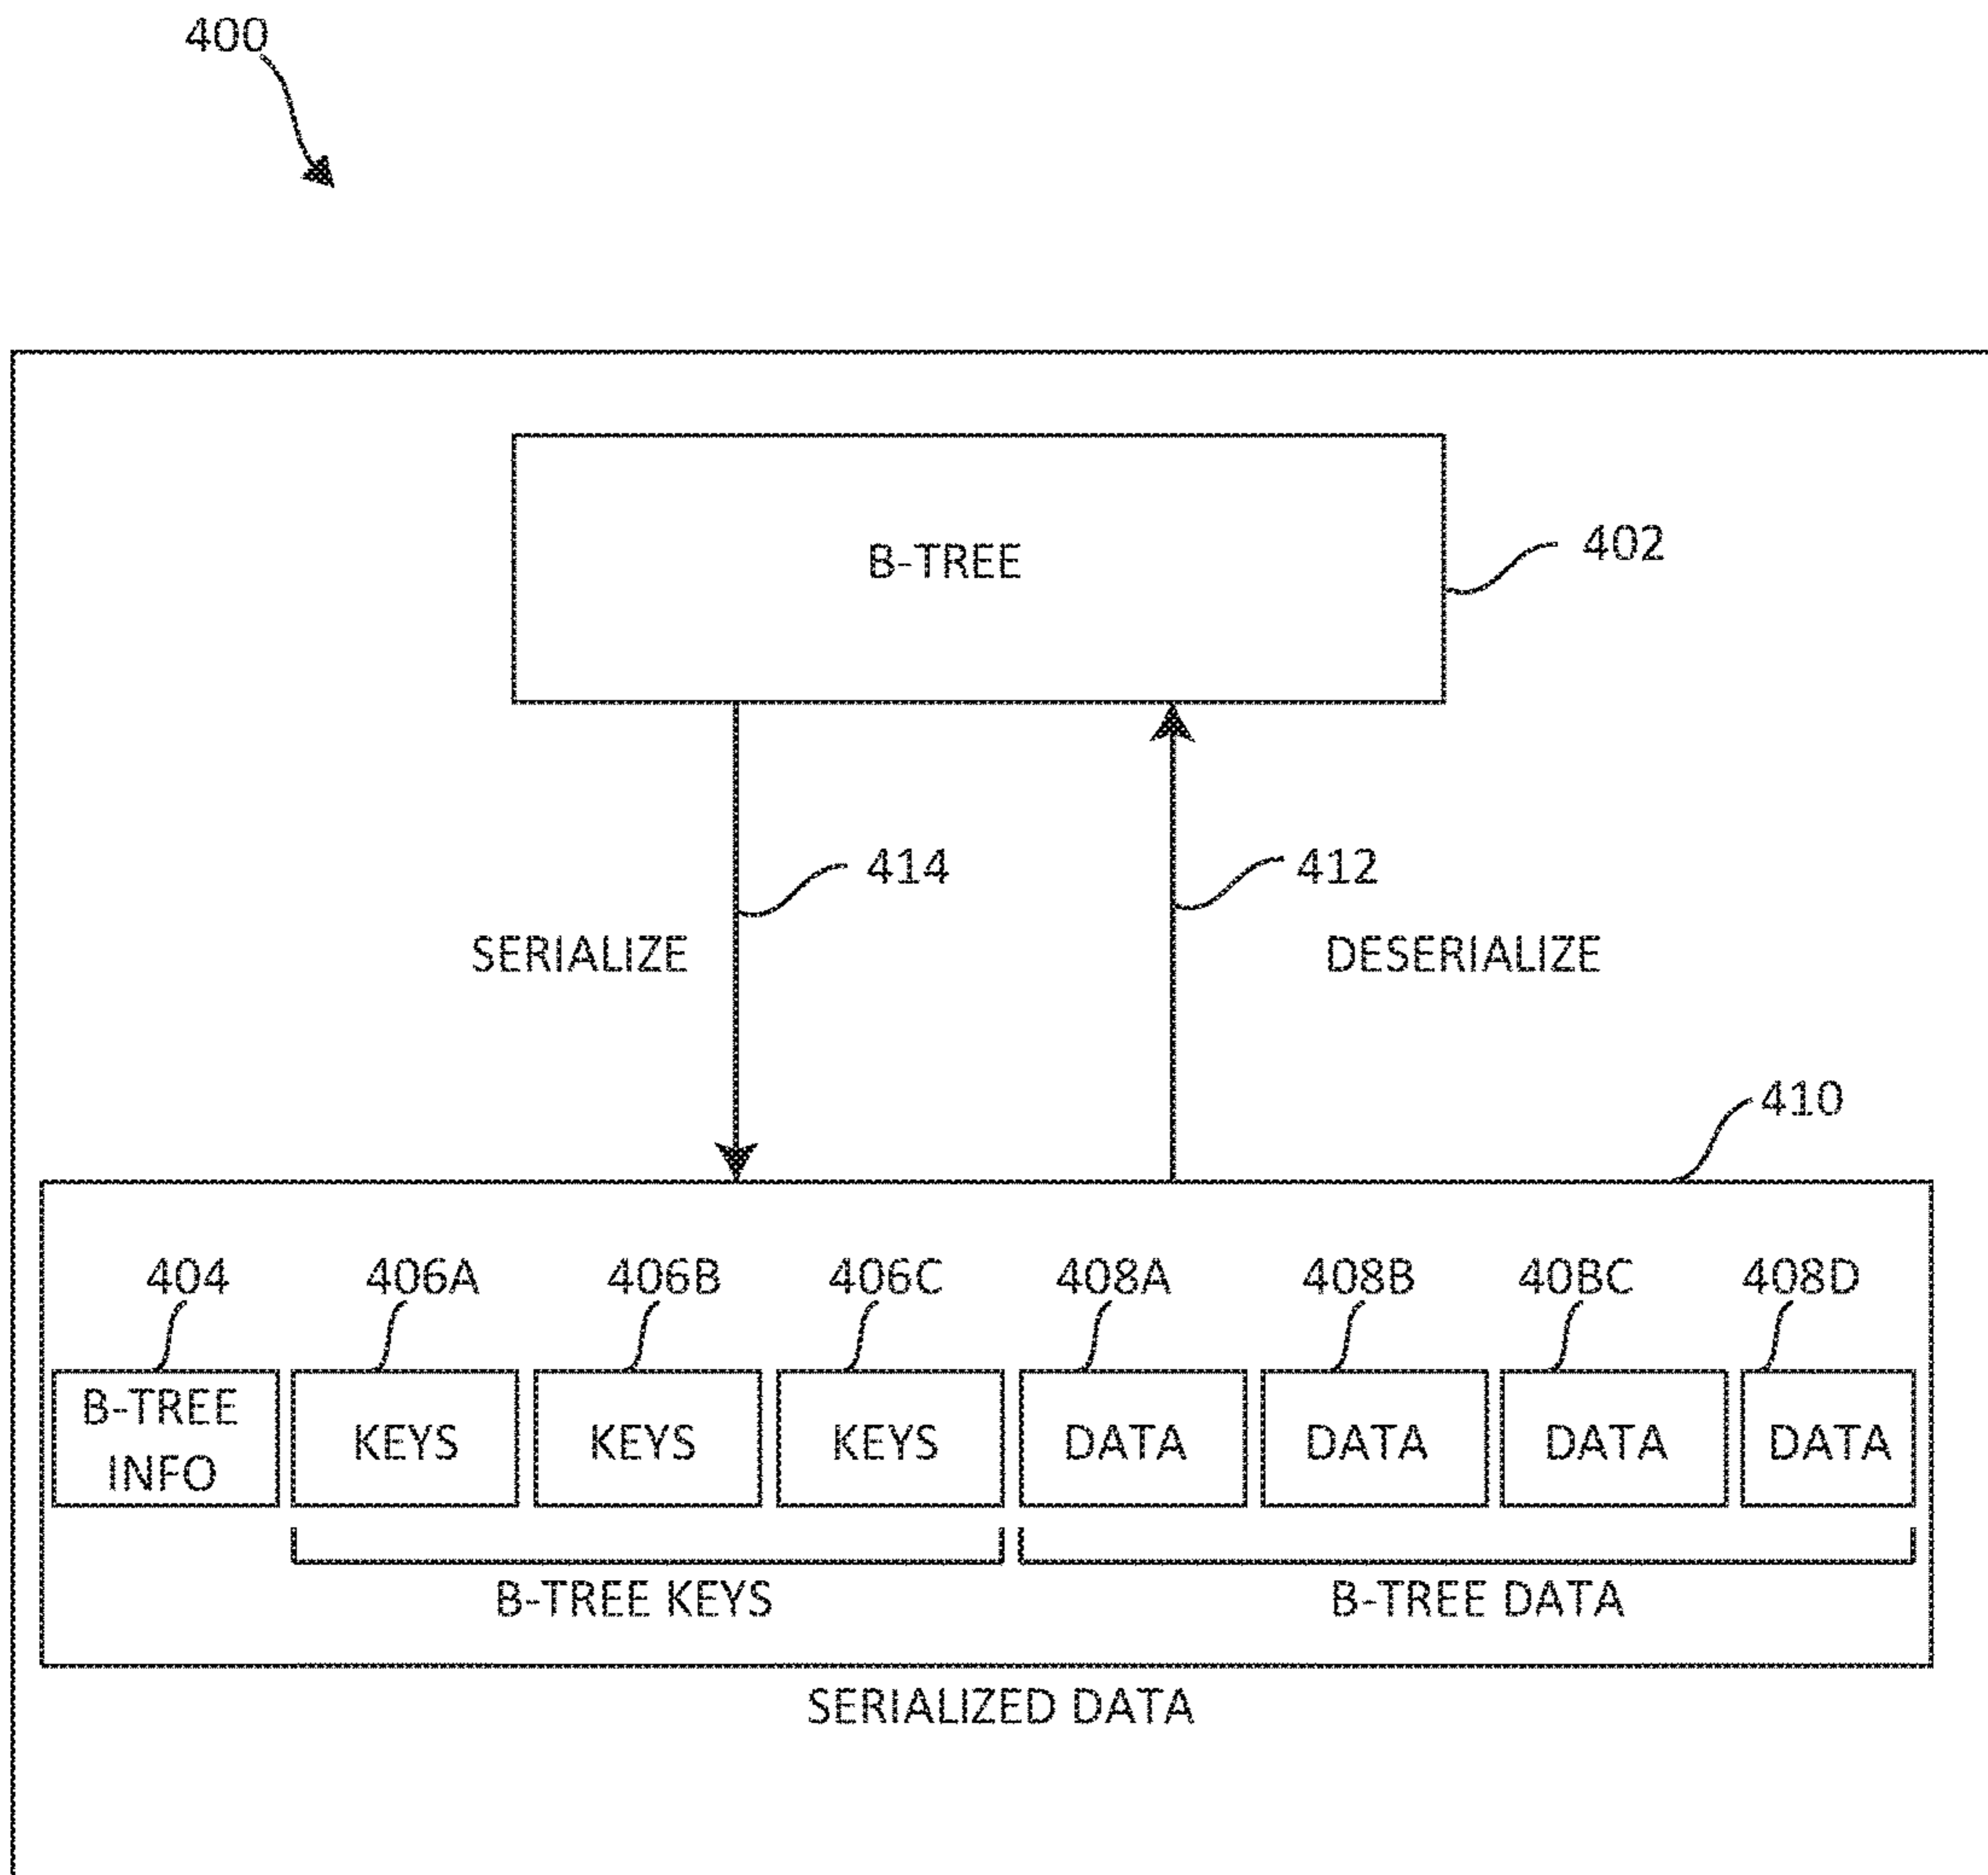 400
B-TREE
402
414
412
SERIALIZE
DESERIALIZE
410
404 406A 406B 406C 408A 408B 40BC 408D
B-TREE INFO
KEYS KEYS KEYS DATA DATA DATA DATA
B-TREE KEYS
B-TREE DATA
SERIALIZED DATA